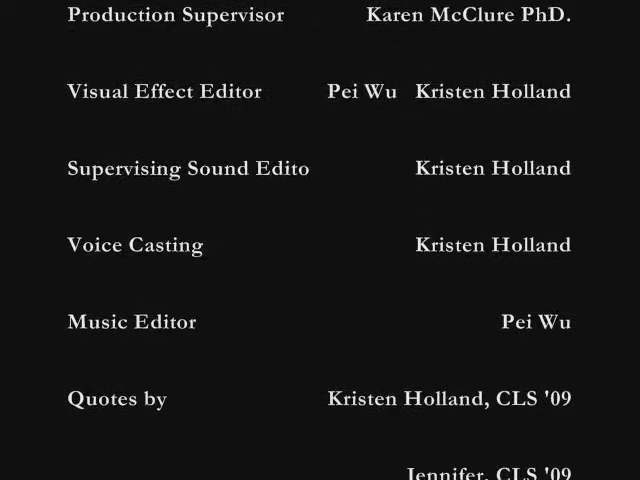 Production Supervisor Karen McClure PhD.
Visual Effect Editor Pei Wu Kristen Holland
Supervising Sound Edito Kristen Holland
Voice Casting Kristen Holland
Music Editor Pei Wu
Quotes by Kristen Holland, CLS '09
Jennifer, CLS '09